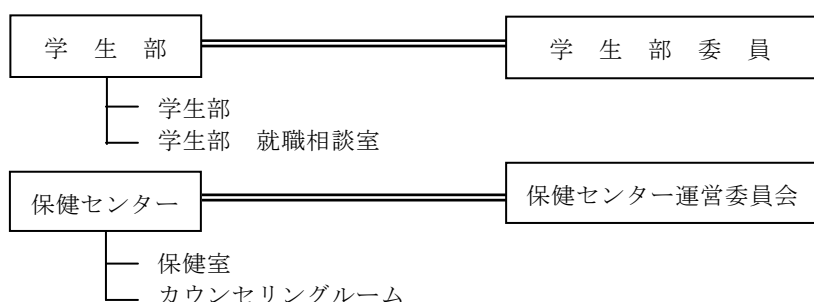 学 生 部
学 生 部 委 員
学生部
学生部 就職相談室
保健センター
保健センター運営委員会
保健室
カウンセリングルーム